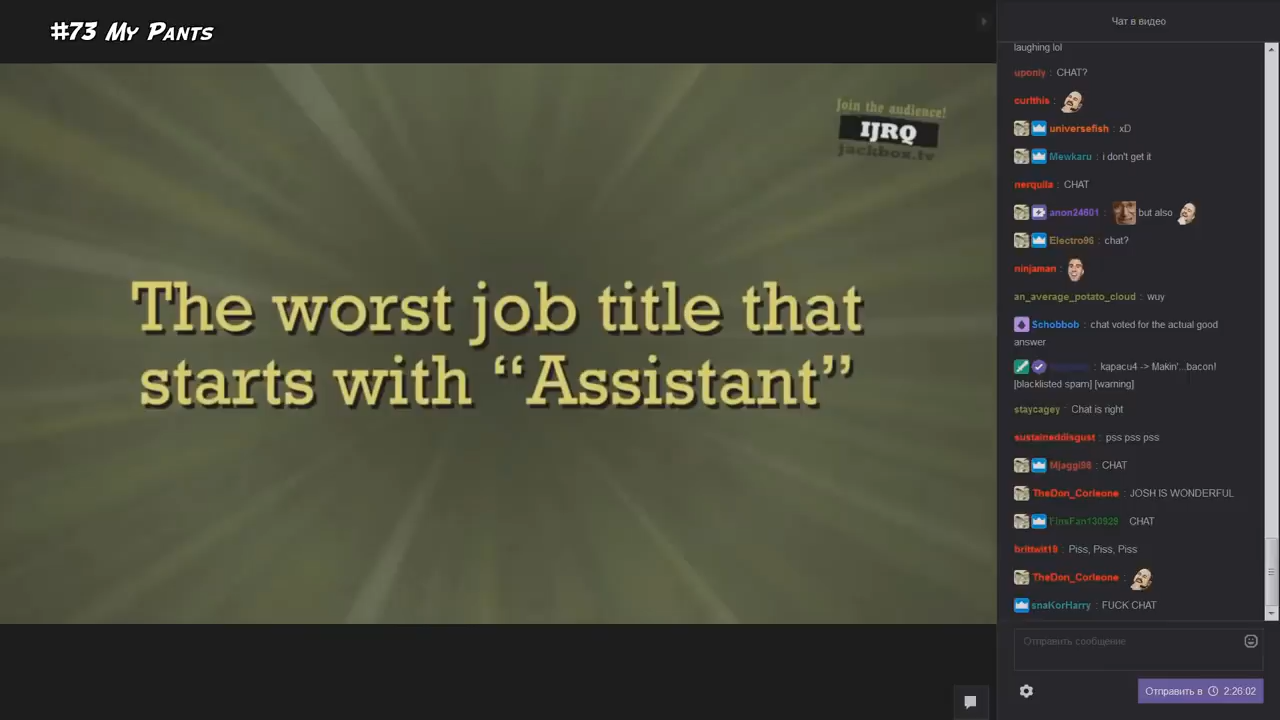 #73 My Pants
Join the audience!
IJRQ
jackbox.tv
The worst job title that
starts with “Assistant”
Чат в видео
laughing lol
uponly : CHAT?
curlthis :
universefish : xD
Mewkaru : i don't get it
nerquila : CHAT
anon24601 : but also
Electro96 : chat?
ninjaman :
an_average_potato_cloud : wuy
Schobbob : chat voted for the actual good
answer
: kapacu4 -> Makin'...bacon!
[blacklisted spam] [warning]
staycagey : Chat is right
sustaineddisgust : pss pss pss
Mjaggi98 : CHAT
TheDon_Corleone : JOSH IS WONDERFUL
FinsFan130929 CHAT
brittwit18 : Piss, Piss, Piss
TheDon_Corleone :
snaKorHarry : FUCK CHAT
Отправить сообщение
Отправить в 2:26:02